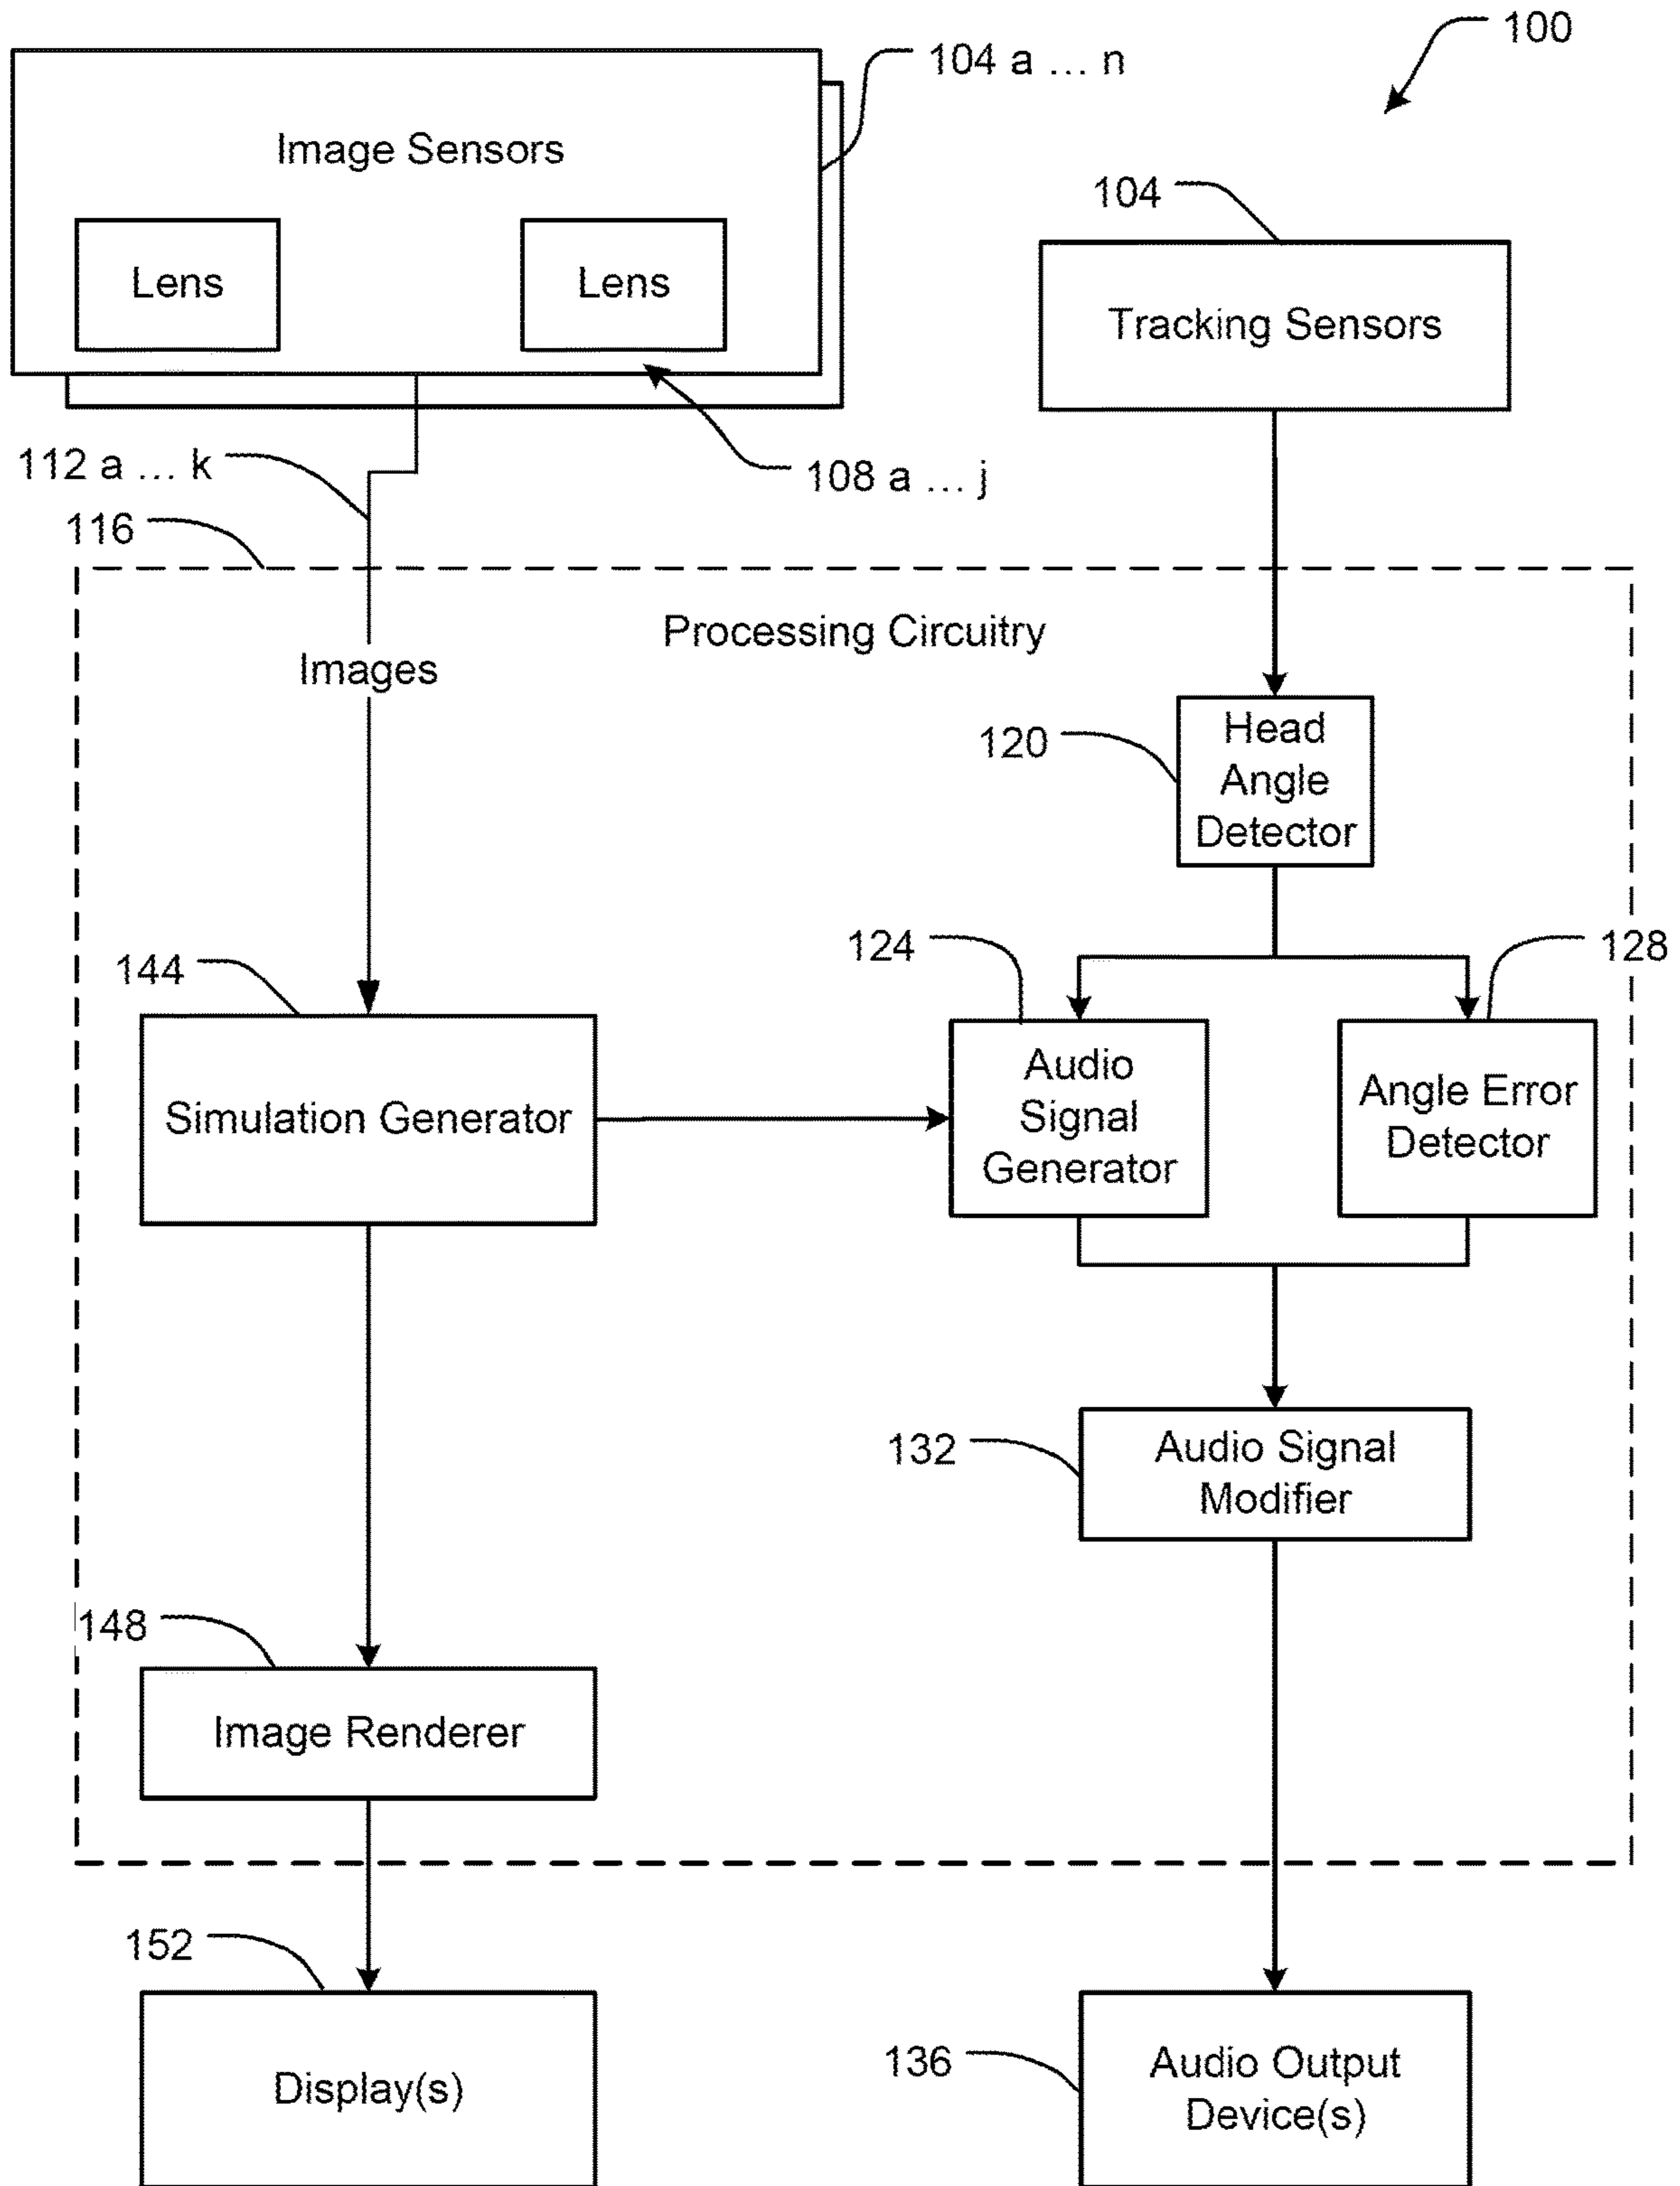 100
104 a ... n
Image Sensors
104
Lens
Lens
Tracking Sensors
112 a ... k
108 a ... j
116
Processing Circuitry
Images
120
Head
Angle
Detector
124
128
144
Audio
Signal
Generator
Angle Error
Detector
Simulation Generator
132
Audio Signal
Modifier
148
Image Renderer
152
Display(s)
136
Audio Output
Device(s)